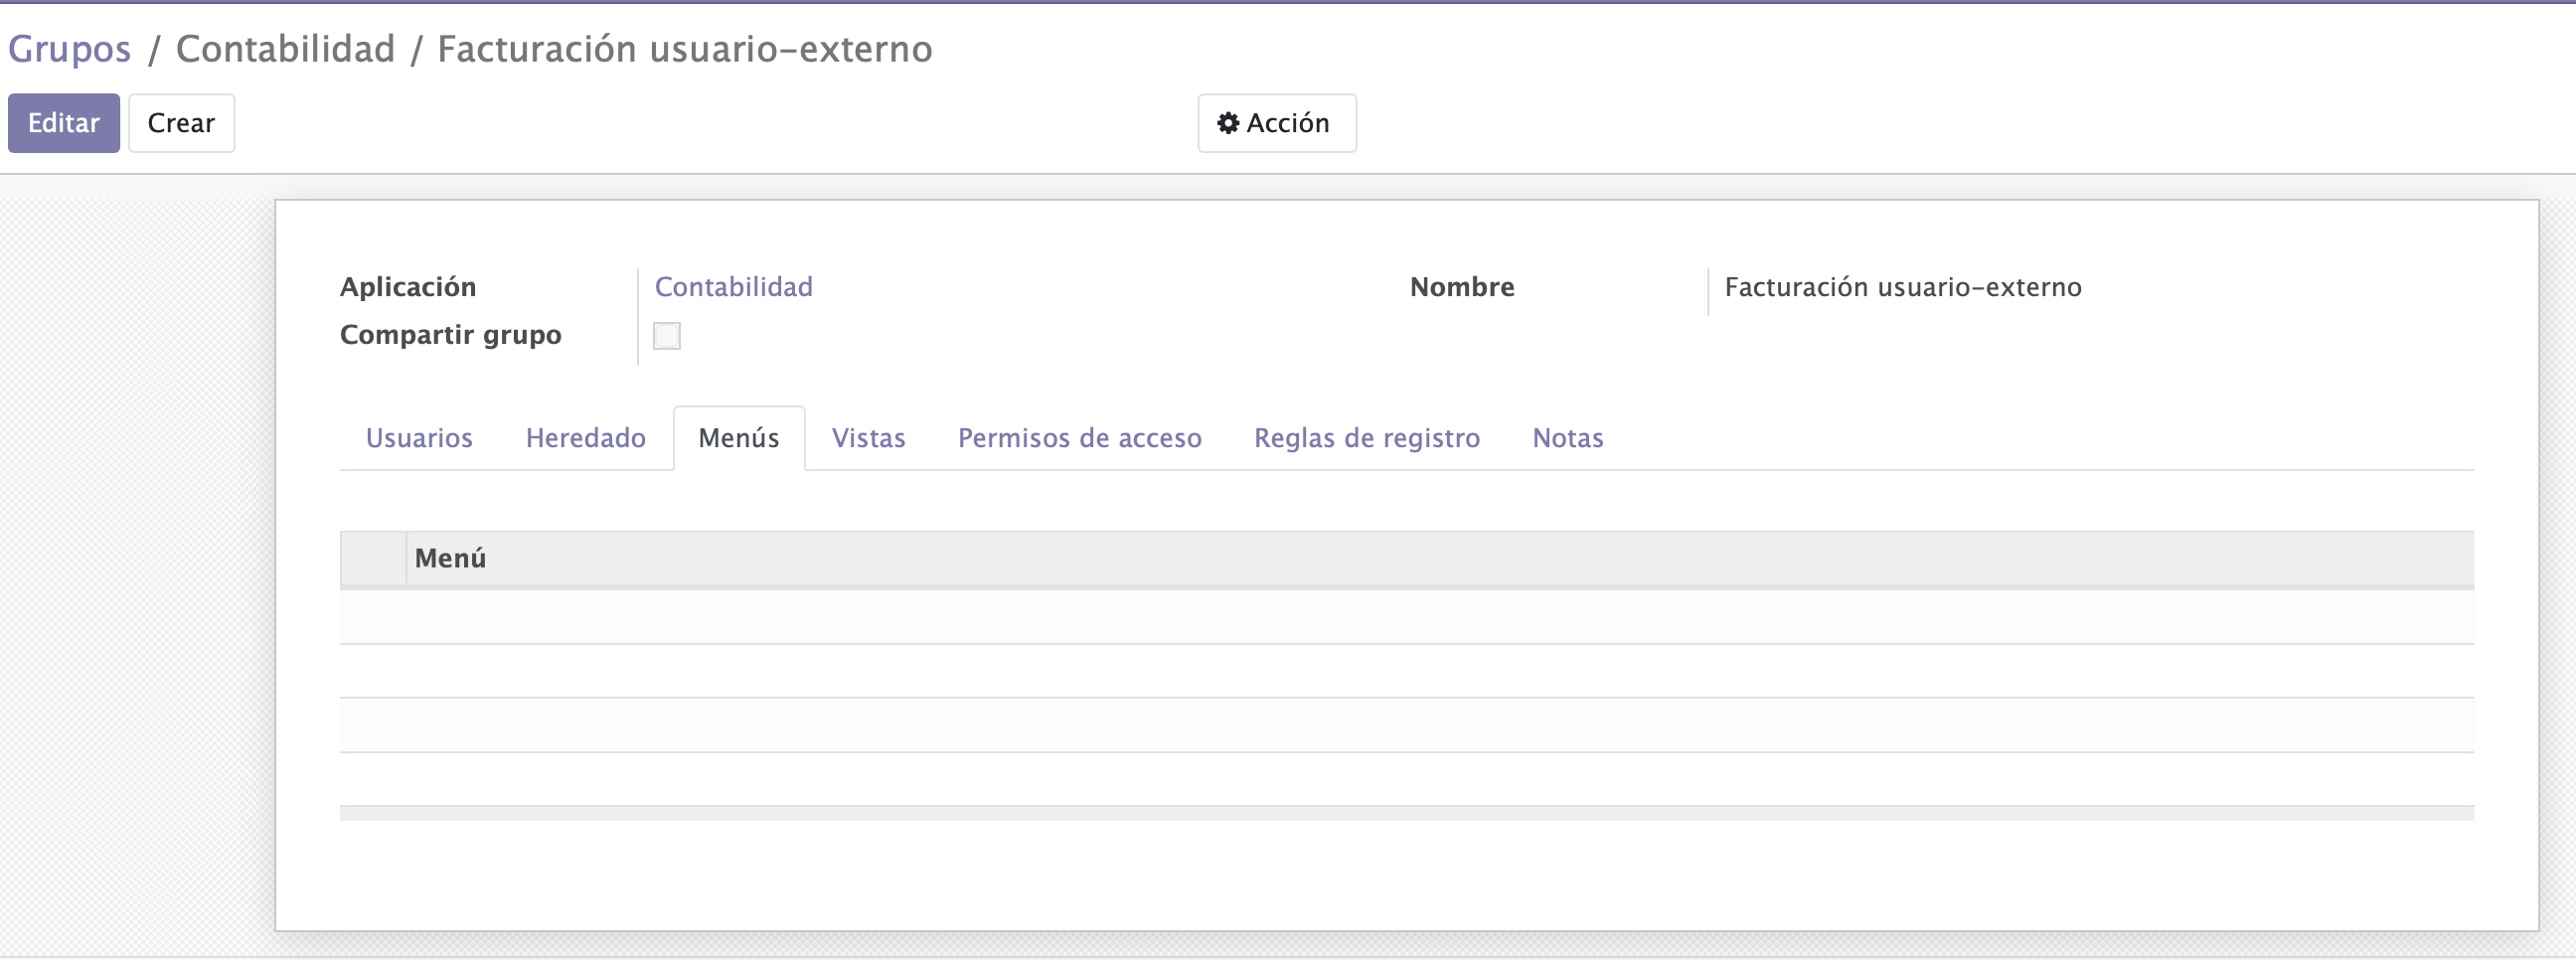 Grupos / Contabilidad / Facturación usuario-externo
Editar Crear Acción
Aplicación Contabilidad Nombre Facturación usuario-externo
Compartir grupo
Usuarios Heredado Menús Vistas Permisos de acceso Reglas de registro Notas
Menú